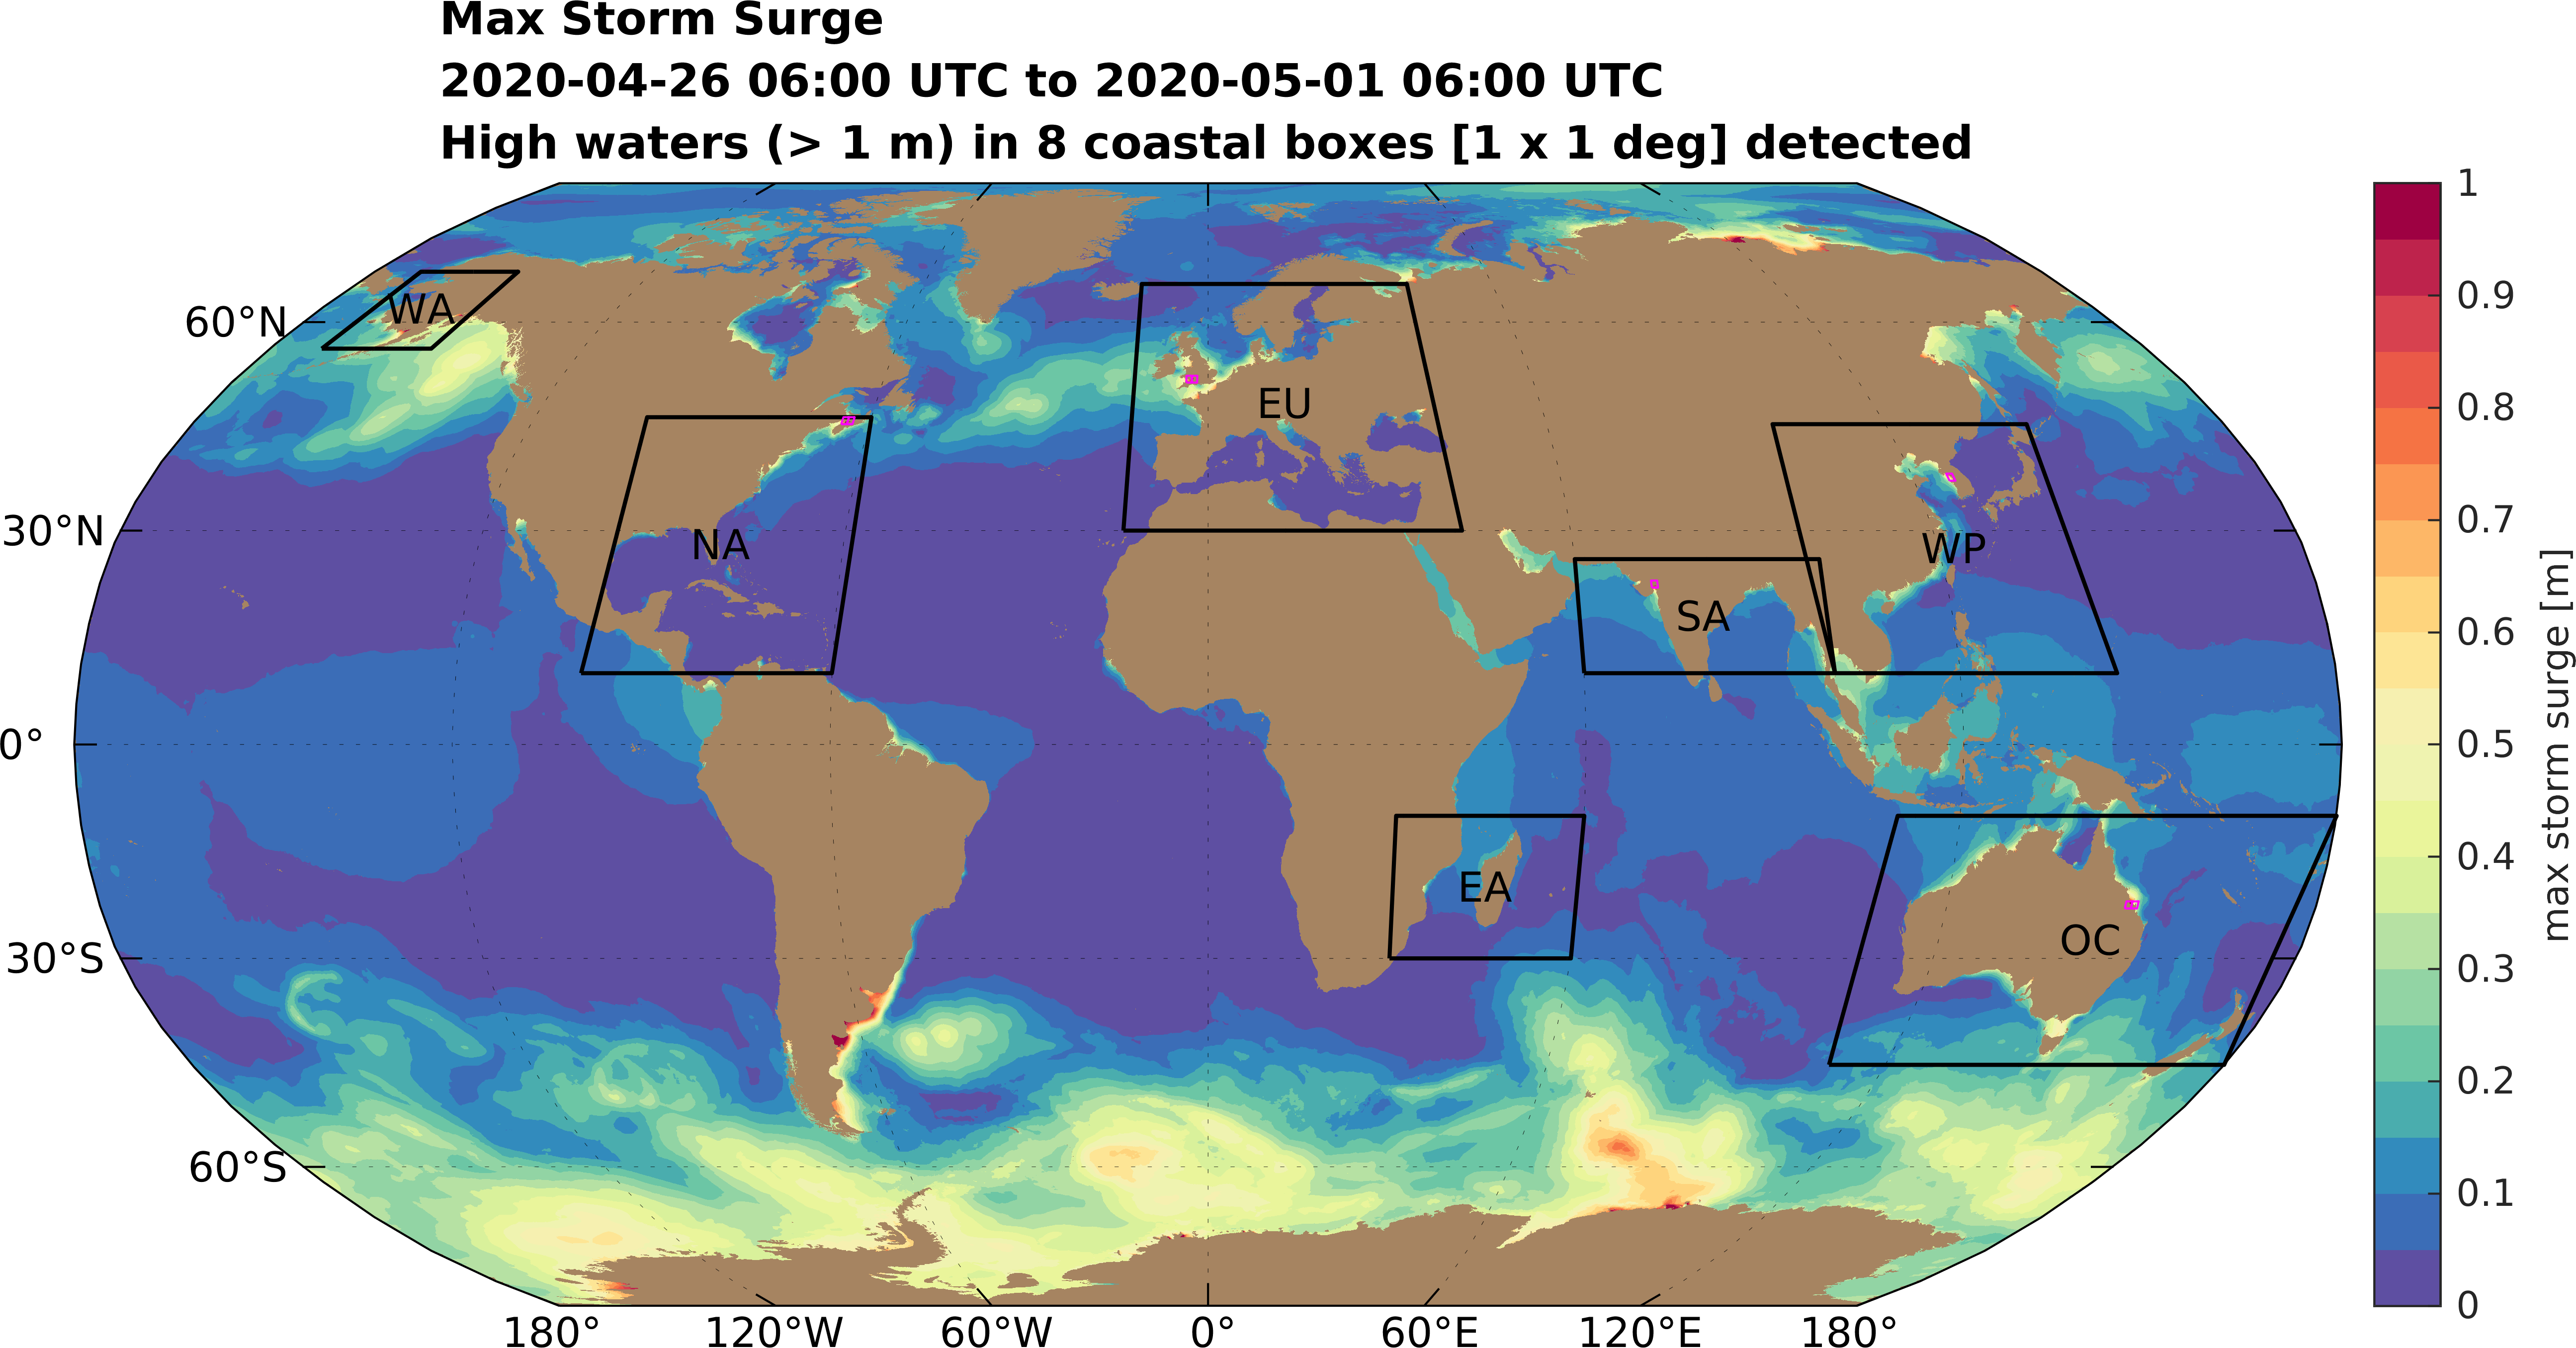 Max Storm Surge
2020-04-26 06:00 UTC to 2020-05-01 06:00 UTC
High waters (> 1 m) in 8 coastal boxes [1 x 1 deg] detected
60°N
30°N
0°
30°S
60°S
WA
NA
EU
SA
WP
EA
OC
180°
120°W
60°W
0°
60°E
120°E
180°
1
0.9
0.8
0.7
0.6
0.5
0.4
0.3
0.2
0.1
0
max storm surge [m]